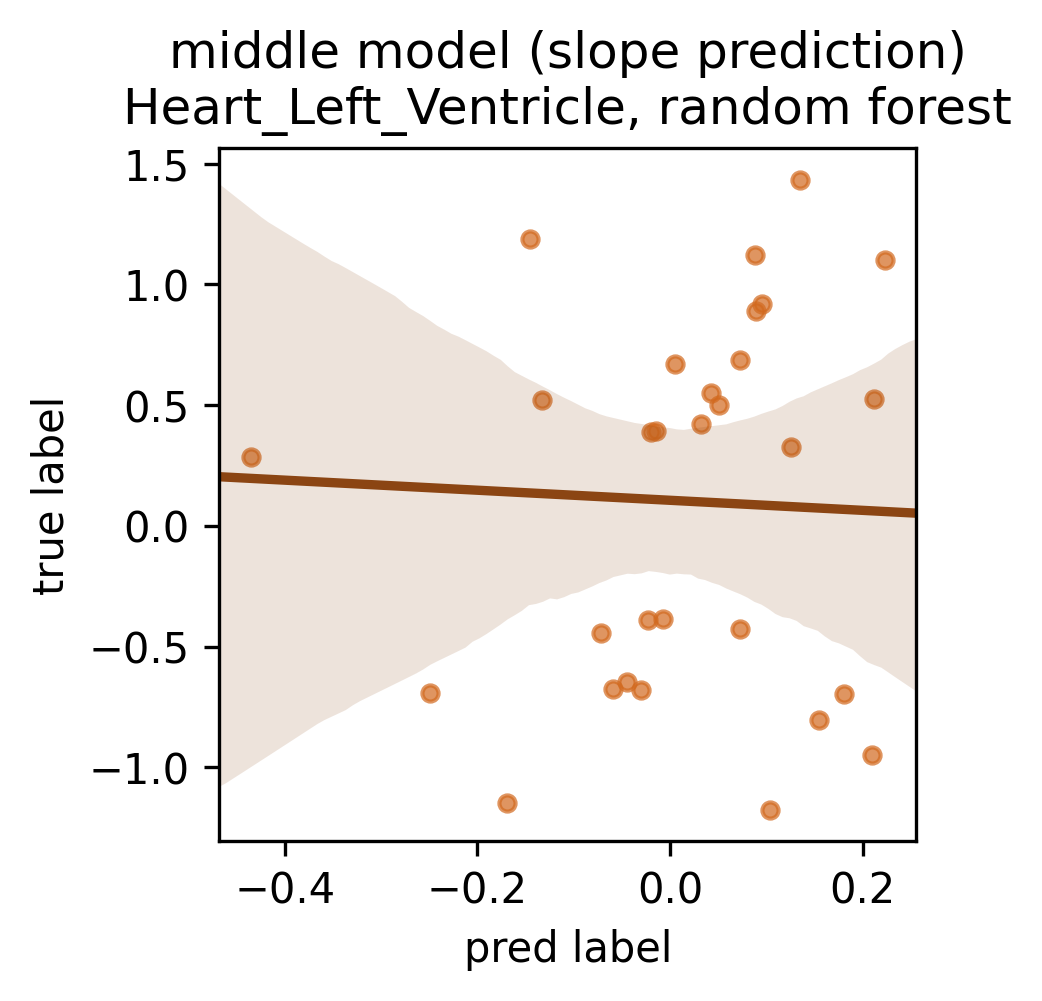 middle model (slope prediction)
Heart_Left_Ventricle, random forest
1.5
1.0
0.5
0.0
−0.5
−1.0
true label
−0.4
−0.2
0.0
0.2
pred label